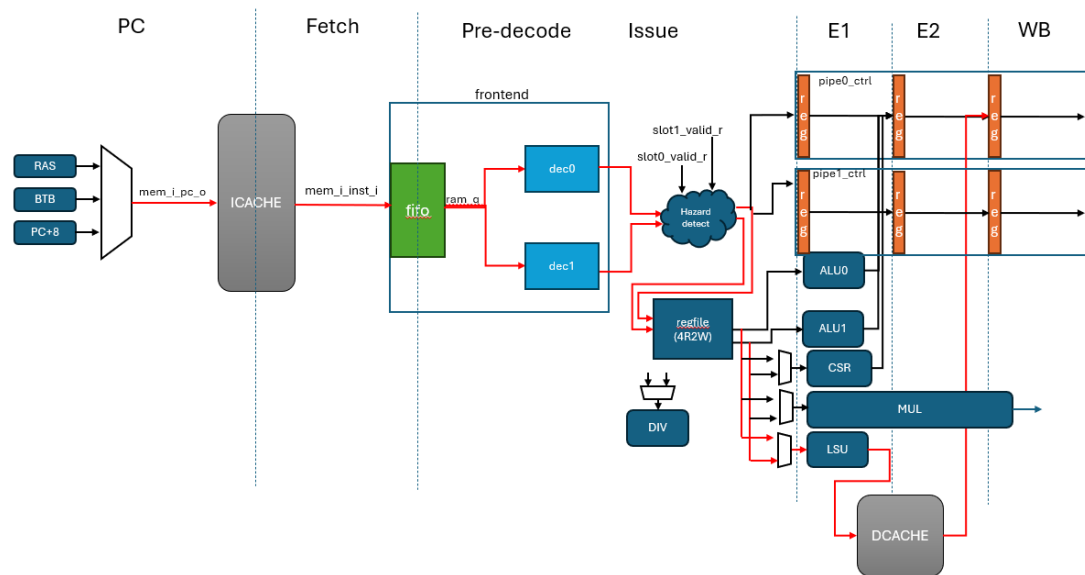 PC
Fetch
Pre-decode
Issue
E1
E2
WB
frontend
pipe0_ctrl
reg
reg
reg
slot1_valid_r
slot0_valid_r
RAS
BTB
PC+8
mem_i_pc_o
ICACHE
mem_i_inst_i
fifo
ram_q
dec0
dec1
Hazard
detect
pipe1_ctrl
reg
reg
reg
ALU0
regfile
(4R2W)
ALU1
CSR
MUL
DIV
LSU
DCACHE